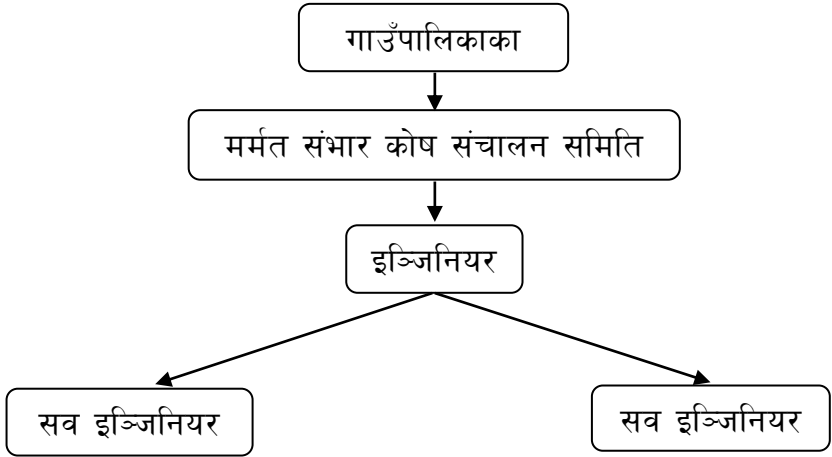 गाउँपालिकाका
मर्मत संभार कोष संचालन समिति
इञ्जिनियर
सव इञ्जिनियर
सव इञ्जिनियर